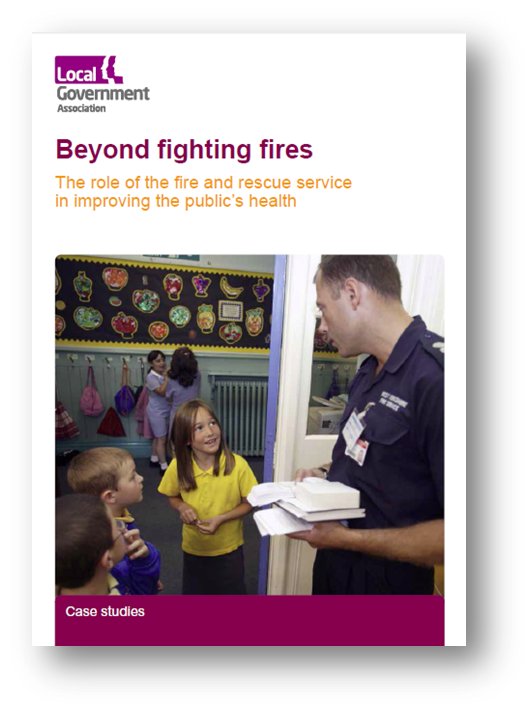 Local
Government
Association
Beyond fighting fires
The role of the fire and rescue service
in improving the public's health
Case studies